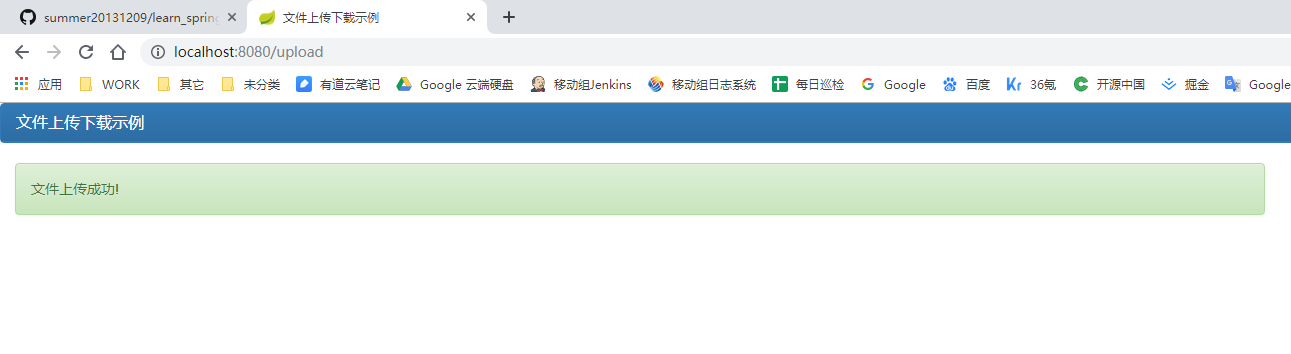 summer20131209/learn_spring
文件上传下载示例
localhost:8080/upload
应用 WORK 其它 未分类 有道云笔记 Google 云端硬盘 移动组Jenkins 移动组日志系统 每日巡检 Google 百度 36氪 开源中国 掘金 Google
文件上传下载示例
文件上传成功!